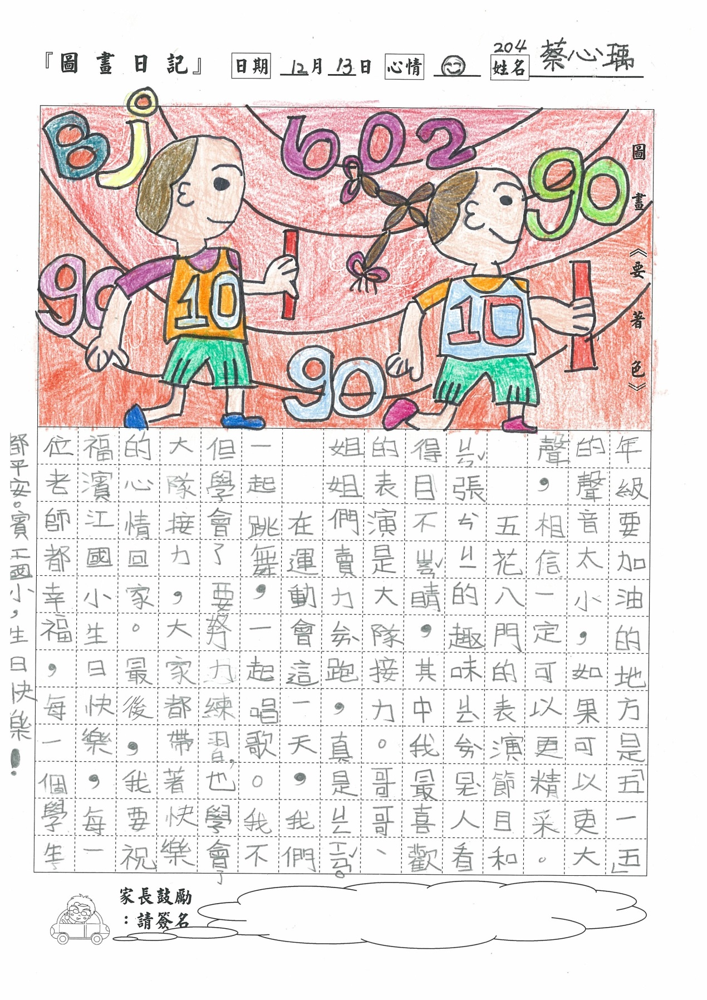 『圖畫日記』 日期 12月13日 心情 姓名 204 蔡心瑀
Bj 6,02 90
90 10 10
90
圖畫《要著色》
年級要加油的地方是「五一五」
的聲音太小，如果可以更大
聲，相信一定可以更精采。
五花八門的表演節目和
張ㄘㄐㄧ的趣味人看
得目不ㄓㄨㄢˇ睛，其中我最喜歡
的表演是大隊接力。哥哥、
姐姐們賣力跑，真是
在運動會這一天，我們
一起跳舞，一起唱歌。我不
但學會了要努力練習，也學會了
大隊接力，大家都帶著快樂
的心情回家。最後，我要祝
福濱江國小生日快樂，每一
位老師都幸福，每一個學生
都平安。賓江國小，生日快樂！
家長鼓勵
：請簽名